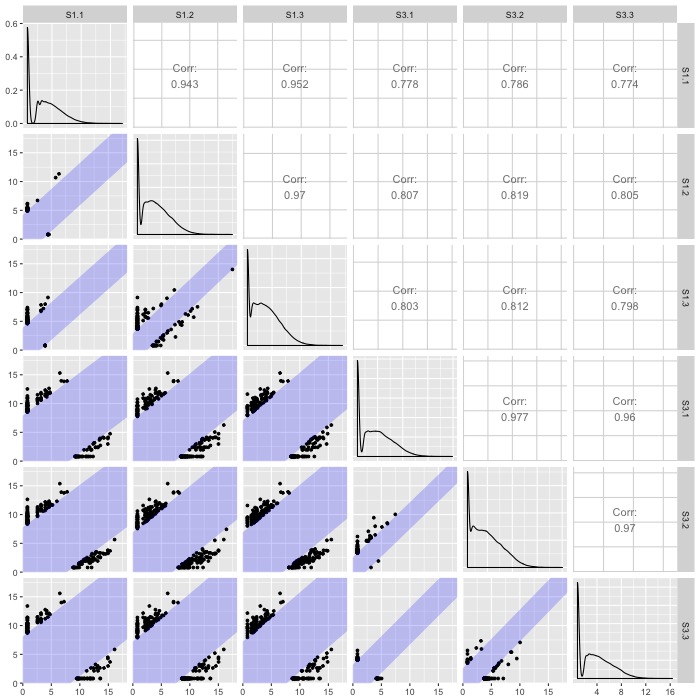 S1.1 S1.2 S1.3 S3.1 S3.2 S3.3
0.6
0.4
0.2
0.0
Corr:
0.943
Corr:
0.952
Corr:
0.778
Corr:
0.786
Corr:
0.774
S1.1
15
10
5
0
Corr:
0.97
Corr:
0.807
Corr:
0.819
Corr:
0.805
S1.2
15
10
5
0
Corr:
0.803
Corr:
0.812
Corr:
0.798
S1.3
15
10
5
0
Corr:
0.977
Corr:
0.96
S3.1
15
10
5
0
Corr:
0.97
S3.2
15
10
5
0
S3.3
0 5 10 15 0 5 10 15 0 5 10 15 0 5 10 15 0 5 10 15 4 8 12 16